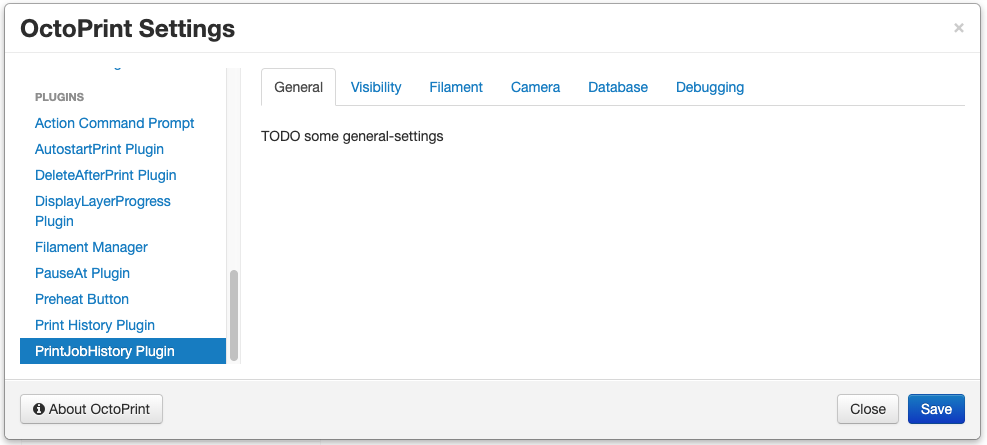 OctoPrint Settings
×
PLUGINS
Action Command Prompt
AutostartPrint Plugin
DeleteAfterPrint Plugin
DisplayLayerProgress
Plugin
Filament Manager
PauseAt Plugin
Preheat Button
Print History Plugin
PrintJobHistory Plugin
General Visibility Filament Camera Database Debugging
TODO some general-settings
About OctoPrint
Close Save